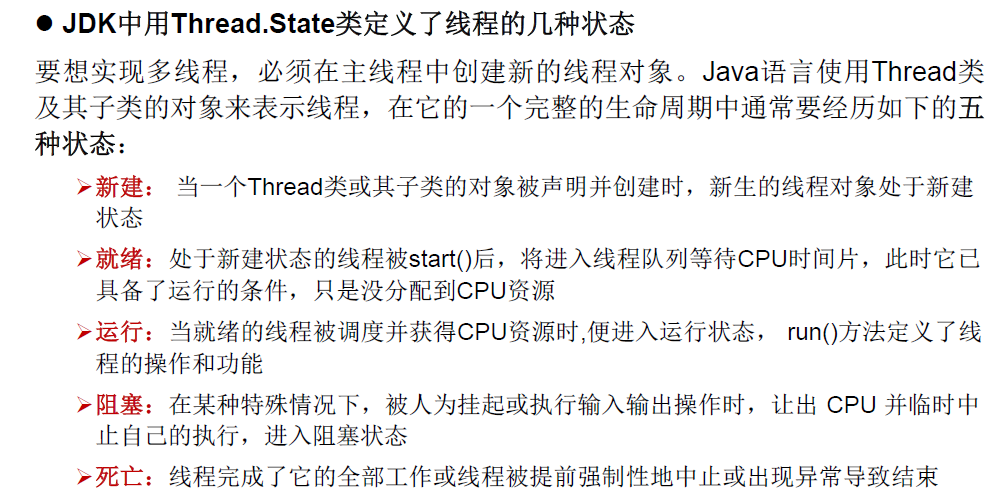 ● JDK中用Thread.State类定义了线程的几种状态
要想实现多线程，必须在主线程中创建新的线程对象。Java语言使用Thread类
及其子类的对象来表示线程，在它的一个完整的生命周期中通常要经历如下的五
种状态：
➢新建： 当一个Thread类或其子类的对象被声明并创建时，新生的线程对象处于新建
状态
➢就绪：处于新建状态的线程被start()后，将进入线程队列等待CPU时间片，此时它已
具备了运行的条件，只是没分配到CPU资源
➢运行：当就绪的线程被调度并获得CPU资源时,便进入运行状态， run()方法定义了线
程的操作和功能
➢阻塞：在某种特殊情况下，被人为挂起或执行输入输出操作时，让出 CPU 并临时中
止自己的执行，进入阻塞状态
➢死亡：线程完成了它的全部工作或线程被提前强制性地中止或出现异常导致结束